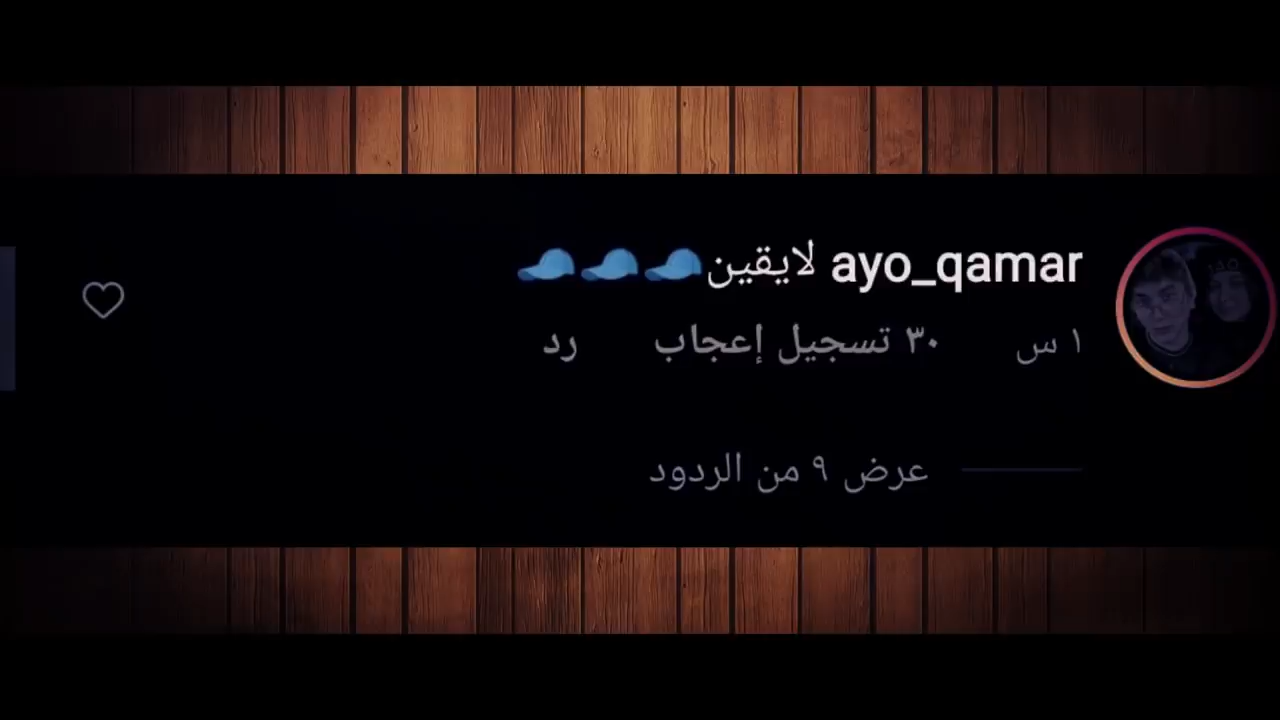 ayo_qamar لايقين🧢🧢🧢
١ س ٣٠ تسجيل إعجاب رد
عرض ٩ من الردود